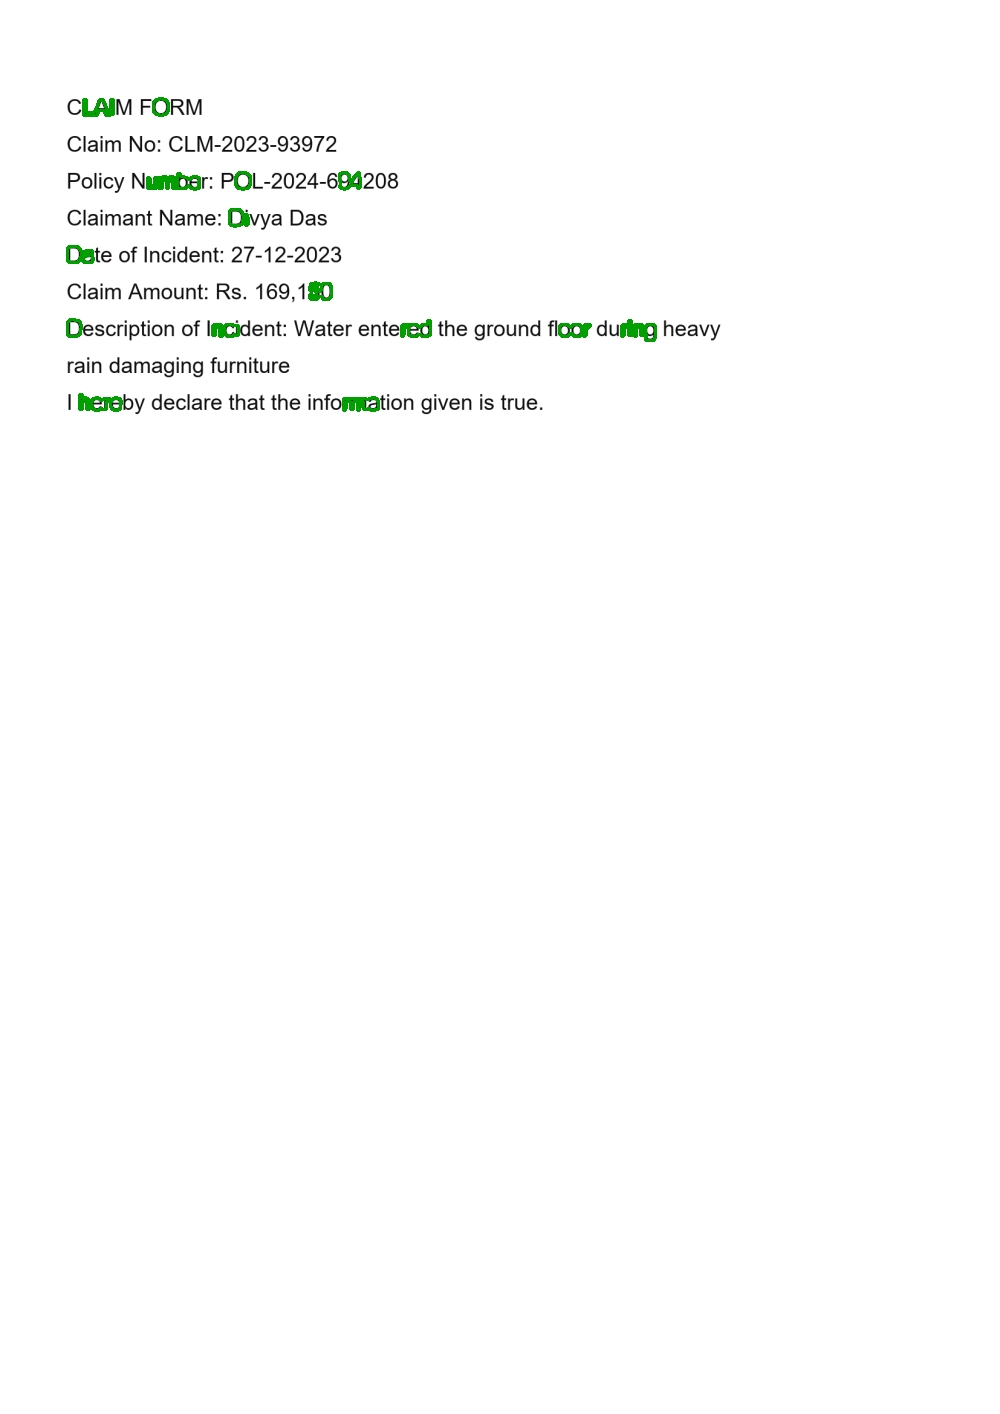 CLAIM FORM
Claim No: CLM-2023-93972
Policy Number: POL-2024-694208
Claimant Name: Divya Das
Date of Incident: 27-12-2023
Claim Amount: Rs.
Description of Incident: Water entered the ground floor during heavy
rain damaging furniture
I hereby declare that the information given is true.